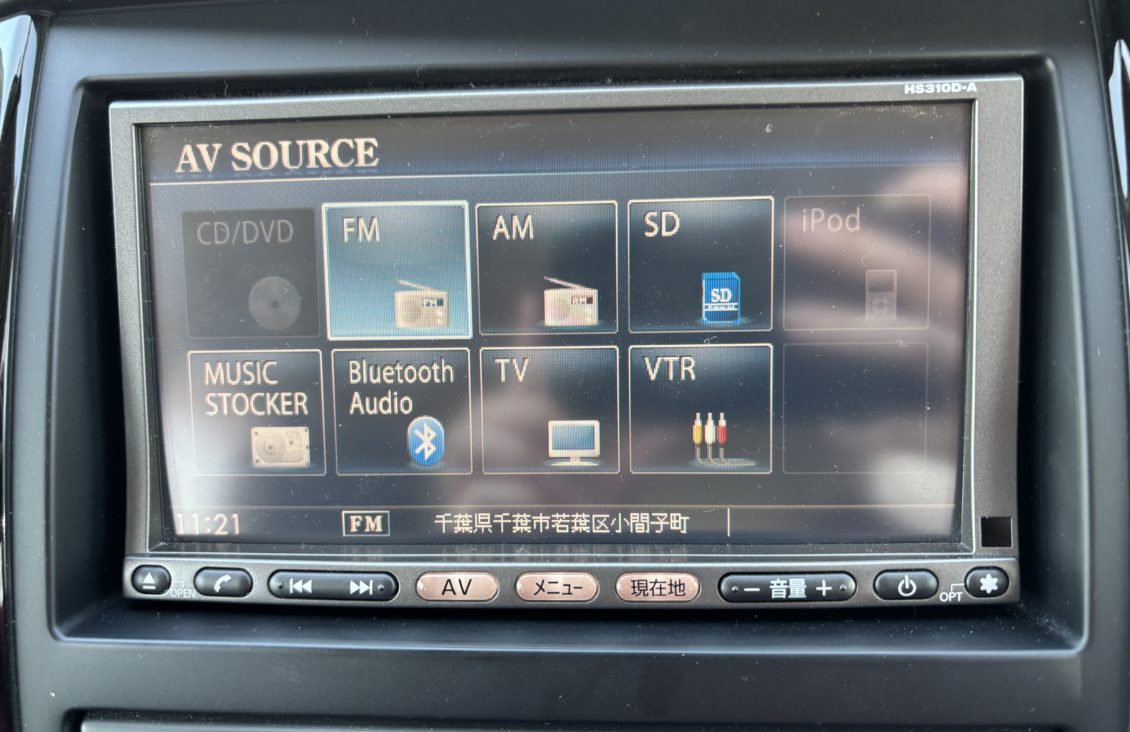 HS310D-A
AV SOURCE
CD/DVD
FM
FM
AM
AM
SD
SD
iPod
MUSIC
STOCKER
Bluetooth
Audio
TV
VTR
11:21
FM
千葉県千葉市若葉区小間子町
OPEN
AV
メニュー
現在地
− 音量 +
OPT